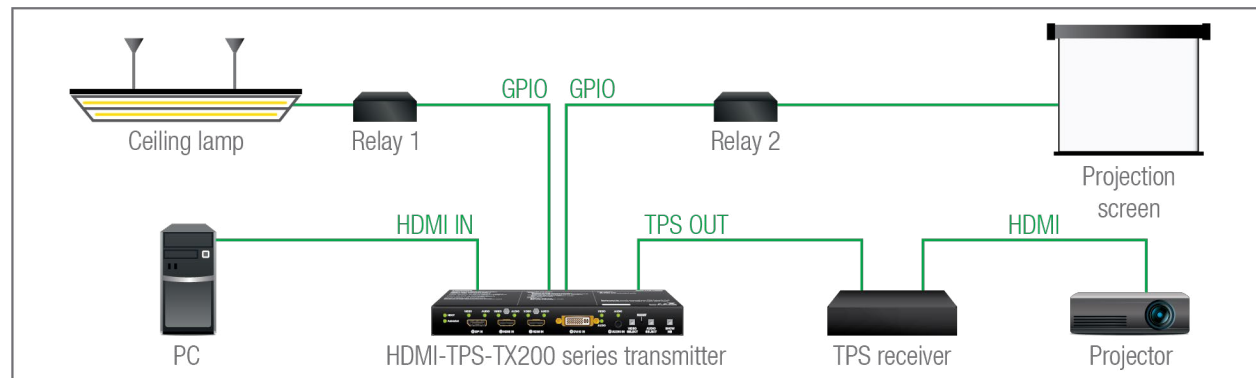 GPIO GPIO
Ceiling lamp
Relay 1
Relay 2
Projection
screen
HDMI IN
TPS OUT
HDMI
PC
HDMI-TPS-TX200 series transmitter
TPS receiver
Projector